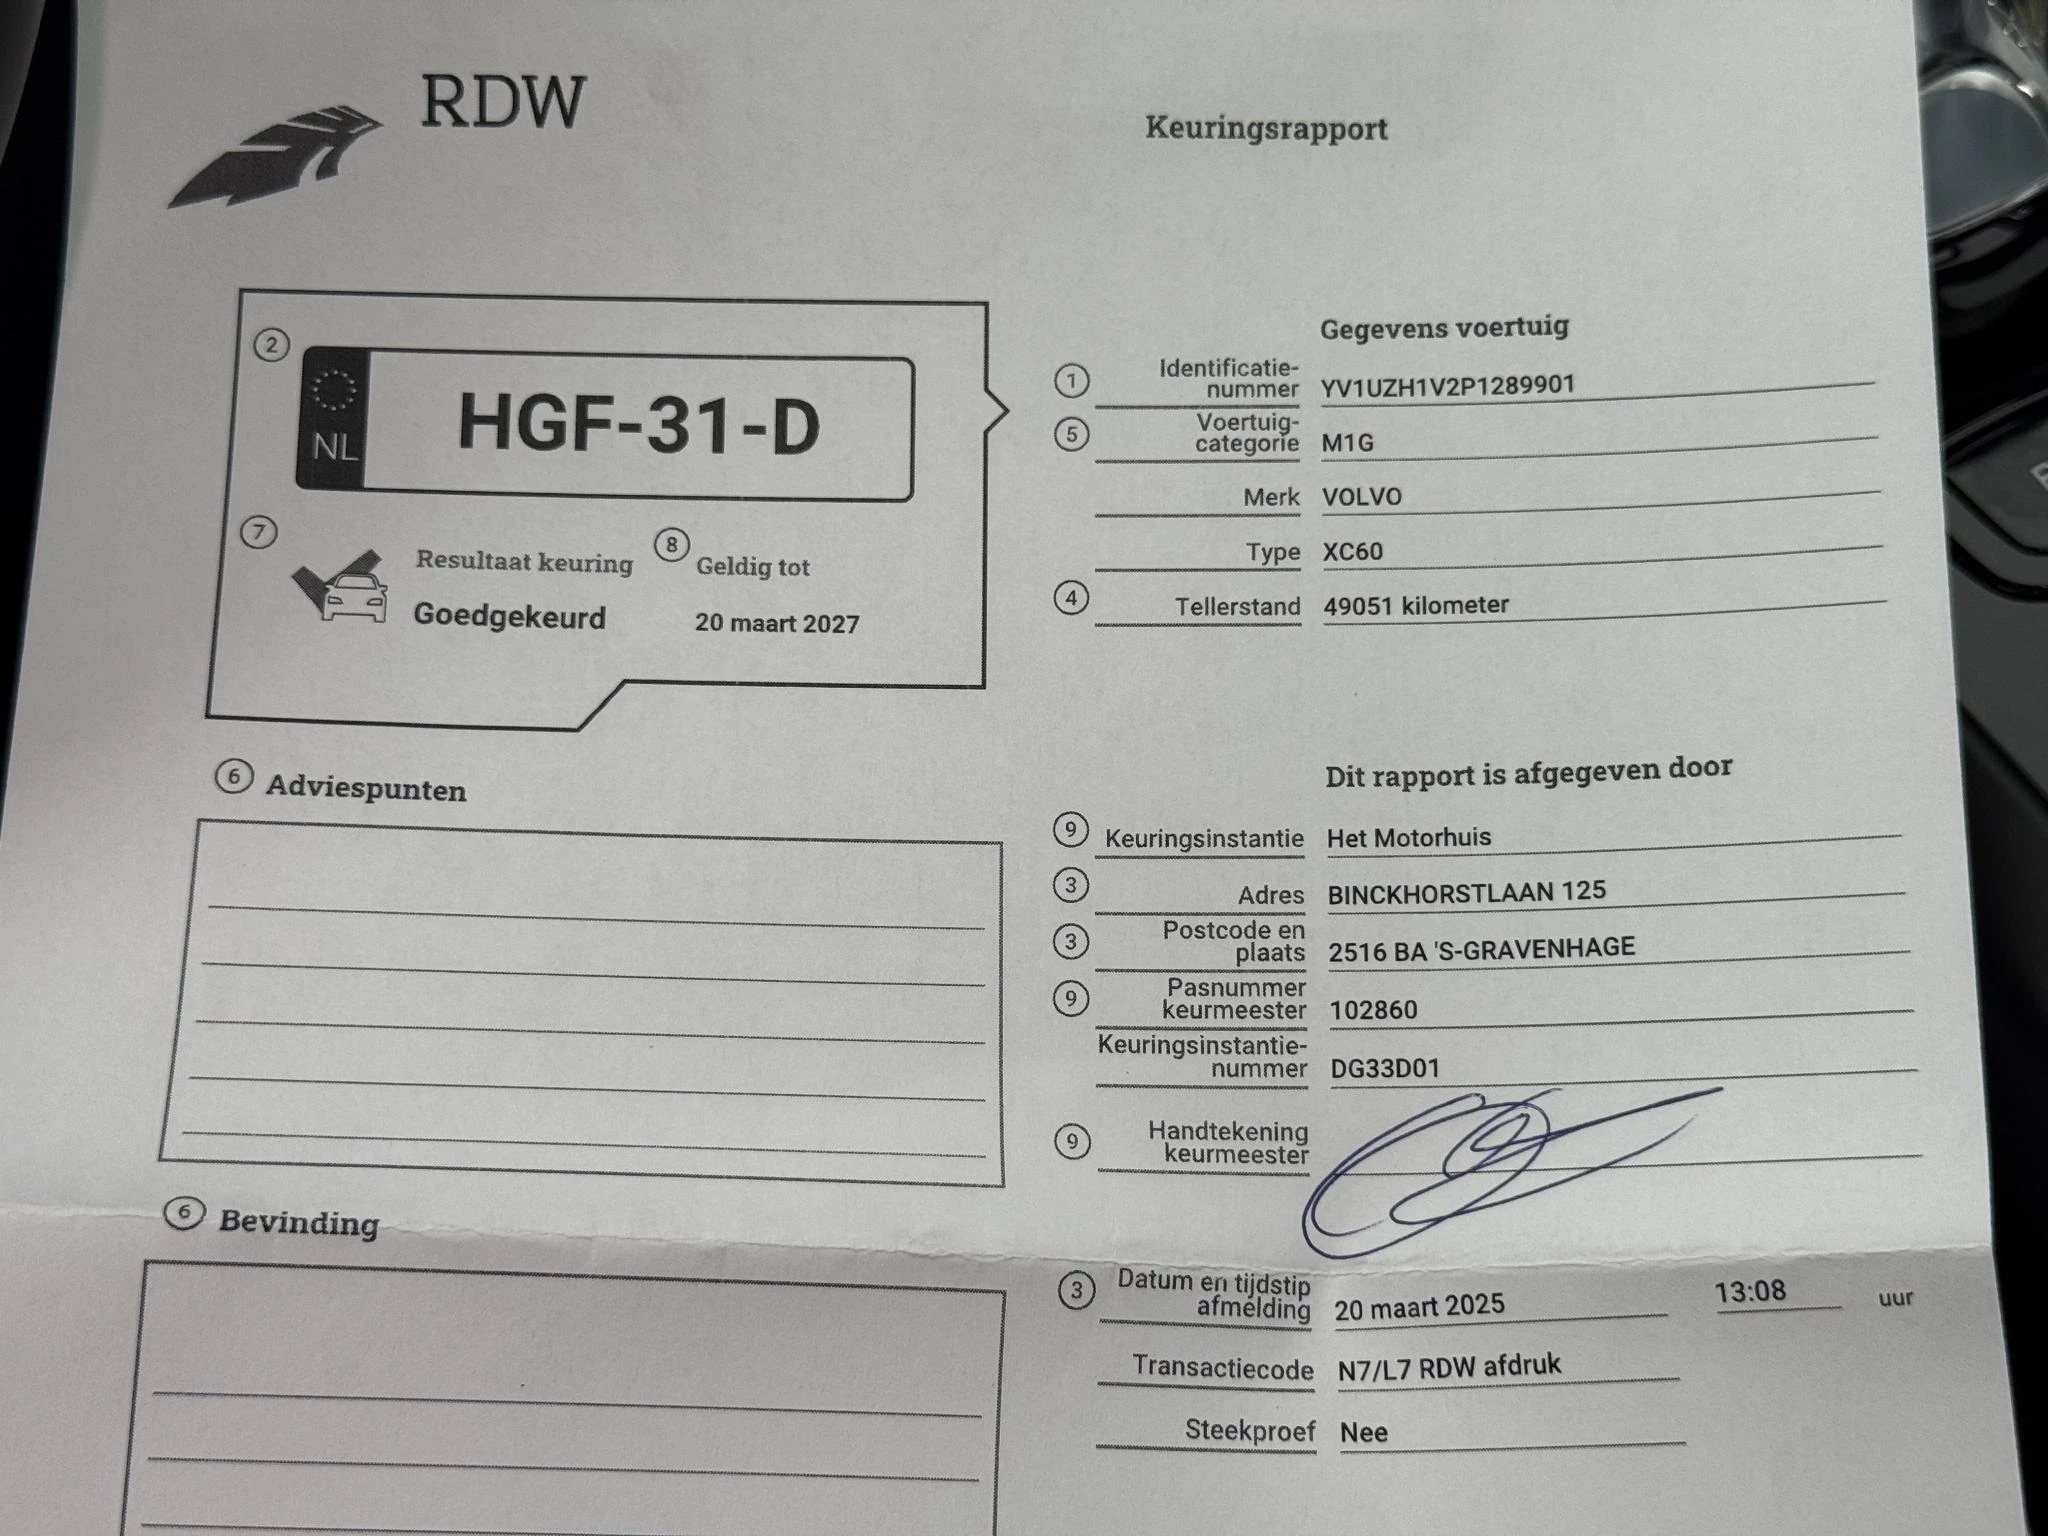 RDW
Keuringsrapport
2
NL
HGF-31-D
7
Resultaat keuring
Goedgekeurd
8
Geldig tot
20 maart 2027
Gegevens voertuig
1 Identificatie-
nummer YV1UZH1V2P1289901
5 Voertuig-
categorie M1G
Merk VOLVO
Type XC60
4 Tellerstand 49051 kilometer
6 Adviespunten
Dit rapport is afgegeven door
9 Keuringsinstantie Het Motorhuis
3 Adres BINCKHORSTLAAN 125
3 Postcode en
plaats 2516 BA 'S-GRAVENHAGE
9 Pasnummer
keurmeester 102860
Keuringsinstantie-
nummer DG33D01
9 Handtekening
keurmeester
6 Bevinding
3 Datum en tijdstip
afmelding 20 maart 2025 13:08 uur
Transactiecode N7/L7 RDW afdruk
Steekproef Nee